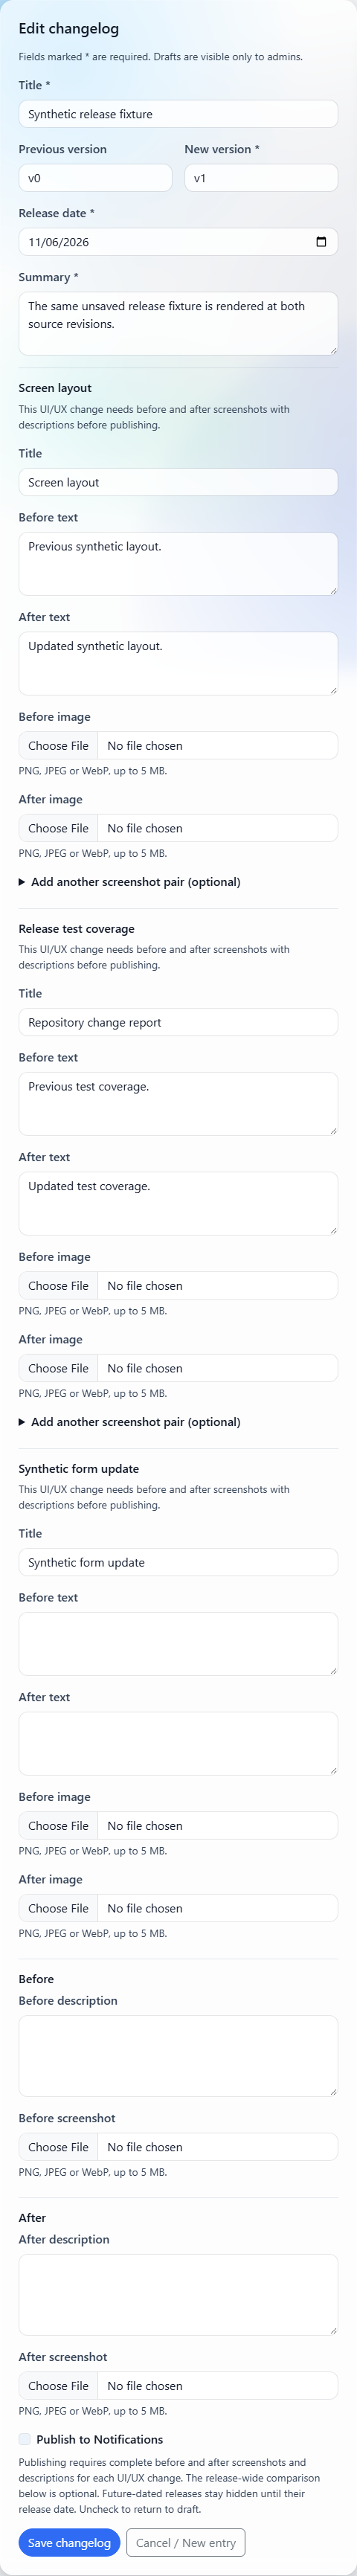 Edit changelog
Fields marked * are required. Drafts are visible only to admins.
Title *
Synthetic release fixture
Previous version
New version *
v0
v1
Release date *
11/06/2026
Summary *
The same unsaved release fixture is rendered at both
source revisions.
Screen layout
This UI/UX change needs before and after screenshots with
descriptions before publishing.
Title
Screen layout
Before text
Previous synthetic layout.
After text
Updated synthetic layout.
Before image
Choose File No file chosen
PNG, JPEG or WebP, up to 5 MB.
After image
Choose File No file chosen
PNG, JPEG or WebP, up to 5 MB.
Add another screenshot pair (optional)
Release test coverage
This UI/UX change needs before and after screenshots with
descriptions before publishing.
Title
Repository change report
Before text
Previous test coverage.
After text
Updated test coverage.
Before image
Choose File No file chosen
PNG, JPEG or WebP, up to 5 MB.
After image
Choose File No file chosen
PNG, JPEG or WebP, up to 5 MB.
Add another screenshot pair (optional)
Synthetic form update
This UI/UX change needs before and after screenshots with
descriptions before publishing.
Title
Synthetic form update
Before text
After text
Before image
Choose File No file chosen
PNG, JPEG or WebP, up to 5 MB.
After image
Choose File No file chosen
PNG, JPEG or WebP, up to 5 MB.
Before
Before description
Before screenshot
Choose File No file chosen
PNG, JPEG or WebP, up to 5 MB.
After
After description
After screenshot
Choose File No file chosen
PNG, JPEG or WebP, up to 5 MB.
Publish to Notifications
Publishing requires complete before and after screenshots and
descriptions for each UI/UX change. The release-wide comparison
below is optional. Future-dated releases stay hidden until their
release date. Uncheck to return to draft.
Save changelog
Cancel / New entry